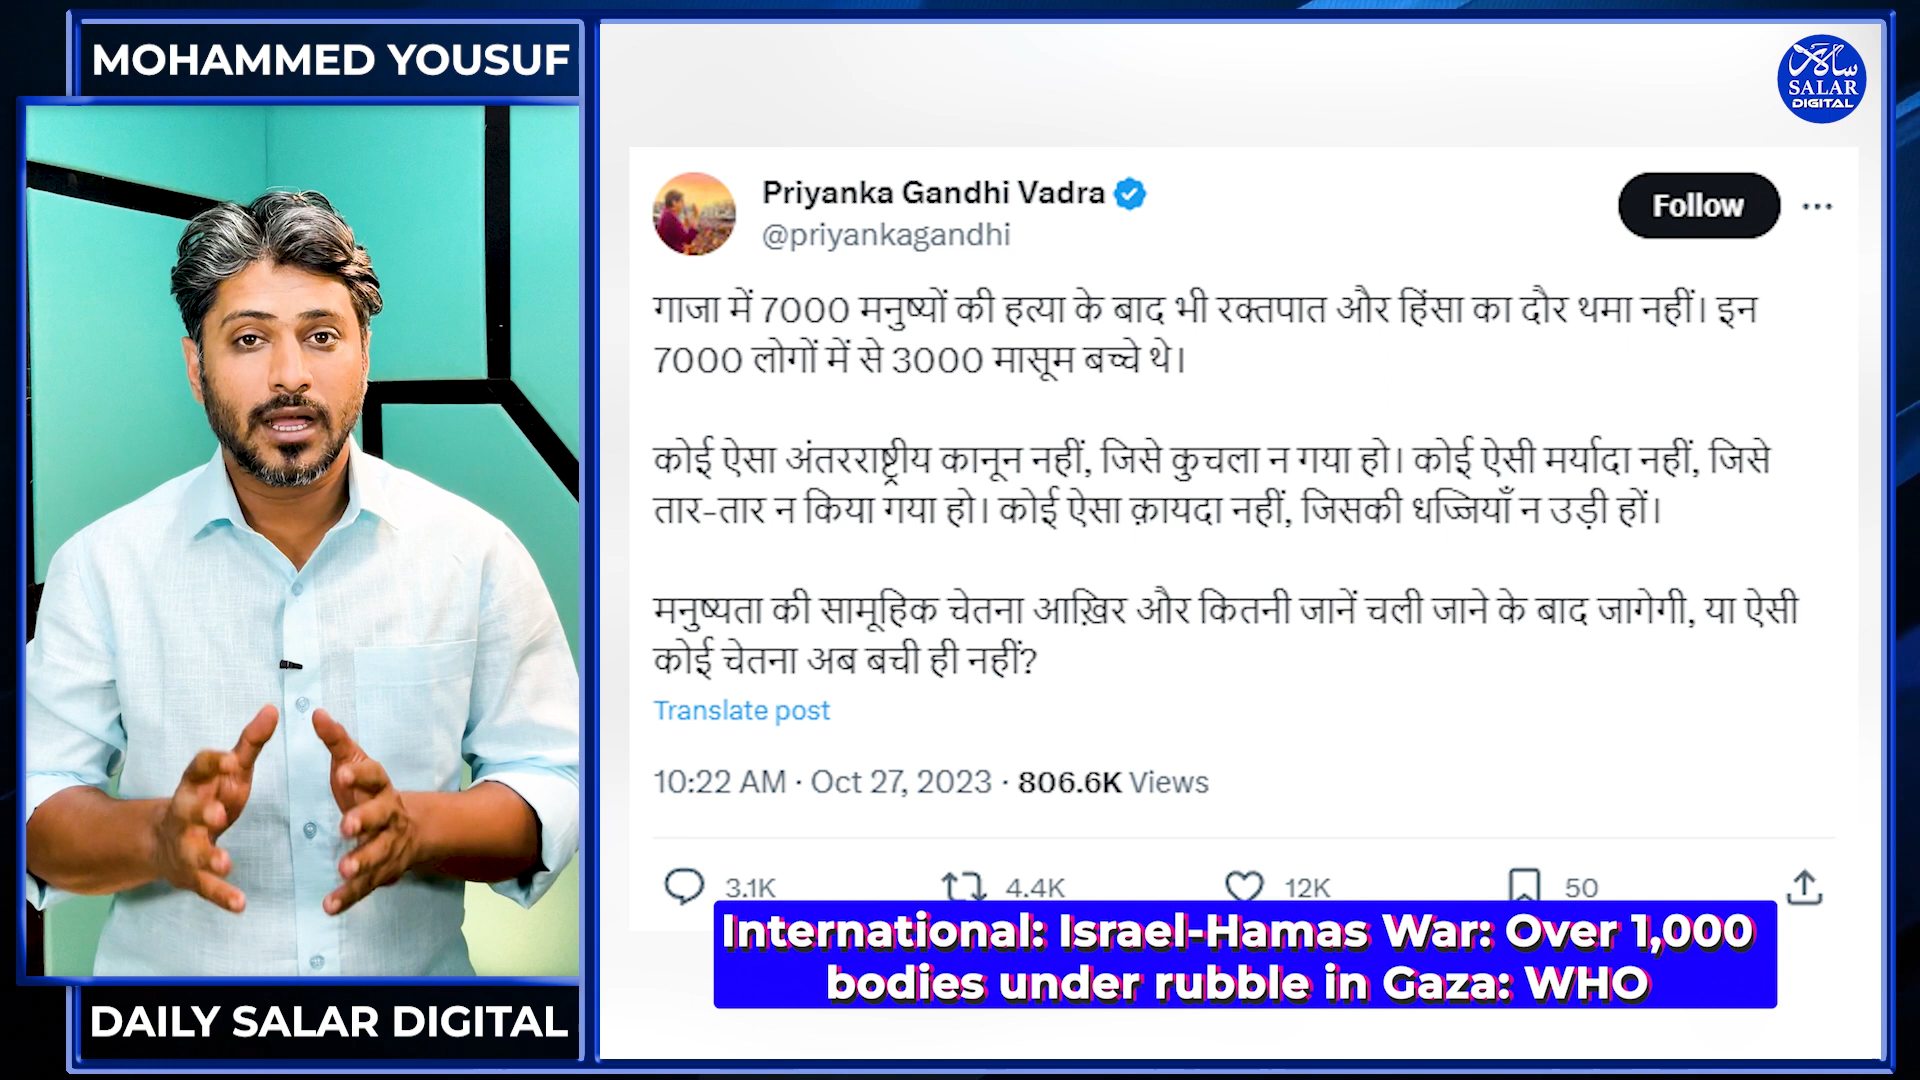 MOHAMMED YOUSUF
سالار
SALAR
DIGITAL
Priyanka Gandhi Vadra
@priyankagandhi
Follow
गाजा में 7000 मनुष्यों की हत्या के बाद भी रक्तपात और हिंसा का दौर थमा नहीं। इन
7000 लोगों में से 3000 मासूम बच्चे थे।
कोई ऐसा अंतरराष्ट्रीय कानून नहीं, जिसे कुचला न गया हो। कोई ऐसी मर्यादा नहीं, जिसे
तार-तार न किया गया हो। कोई ऐसा क़ायदा नहीं, जिसकी धज्जियाँ न उड़ी हों।
मनुष्यता की सामूहिक चेतना आख़िर और कितनी जानें चली जाने के बाद जागेगी, या ऐसी
कोई चेतना अब बची ही नहीं?
Translate post
10:22 AM · Oct 27, 2023 · 806.6K Views
3.1K 4.4K 12K 50
International: Israel-Hamas War: Over 1,000
bodies under rubble in Gaza: WHO
DAILY SALAR DIGITAL